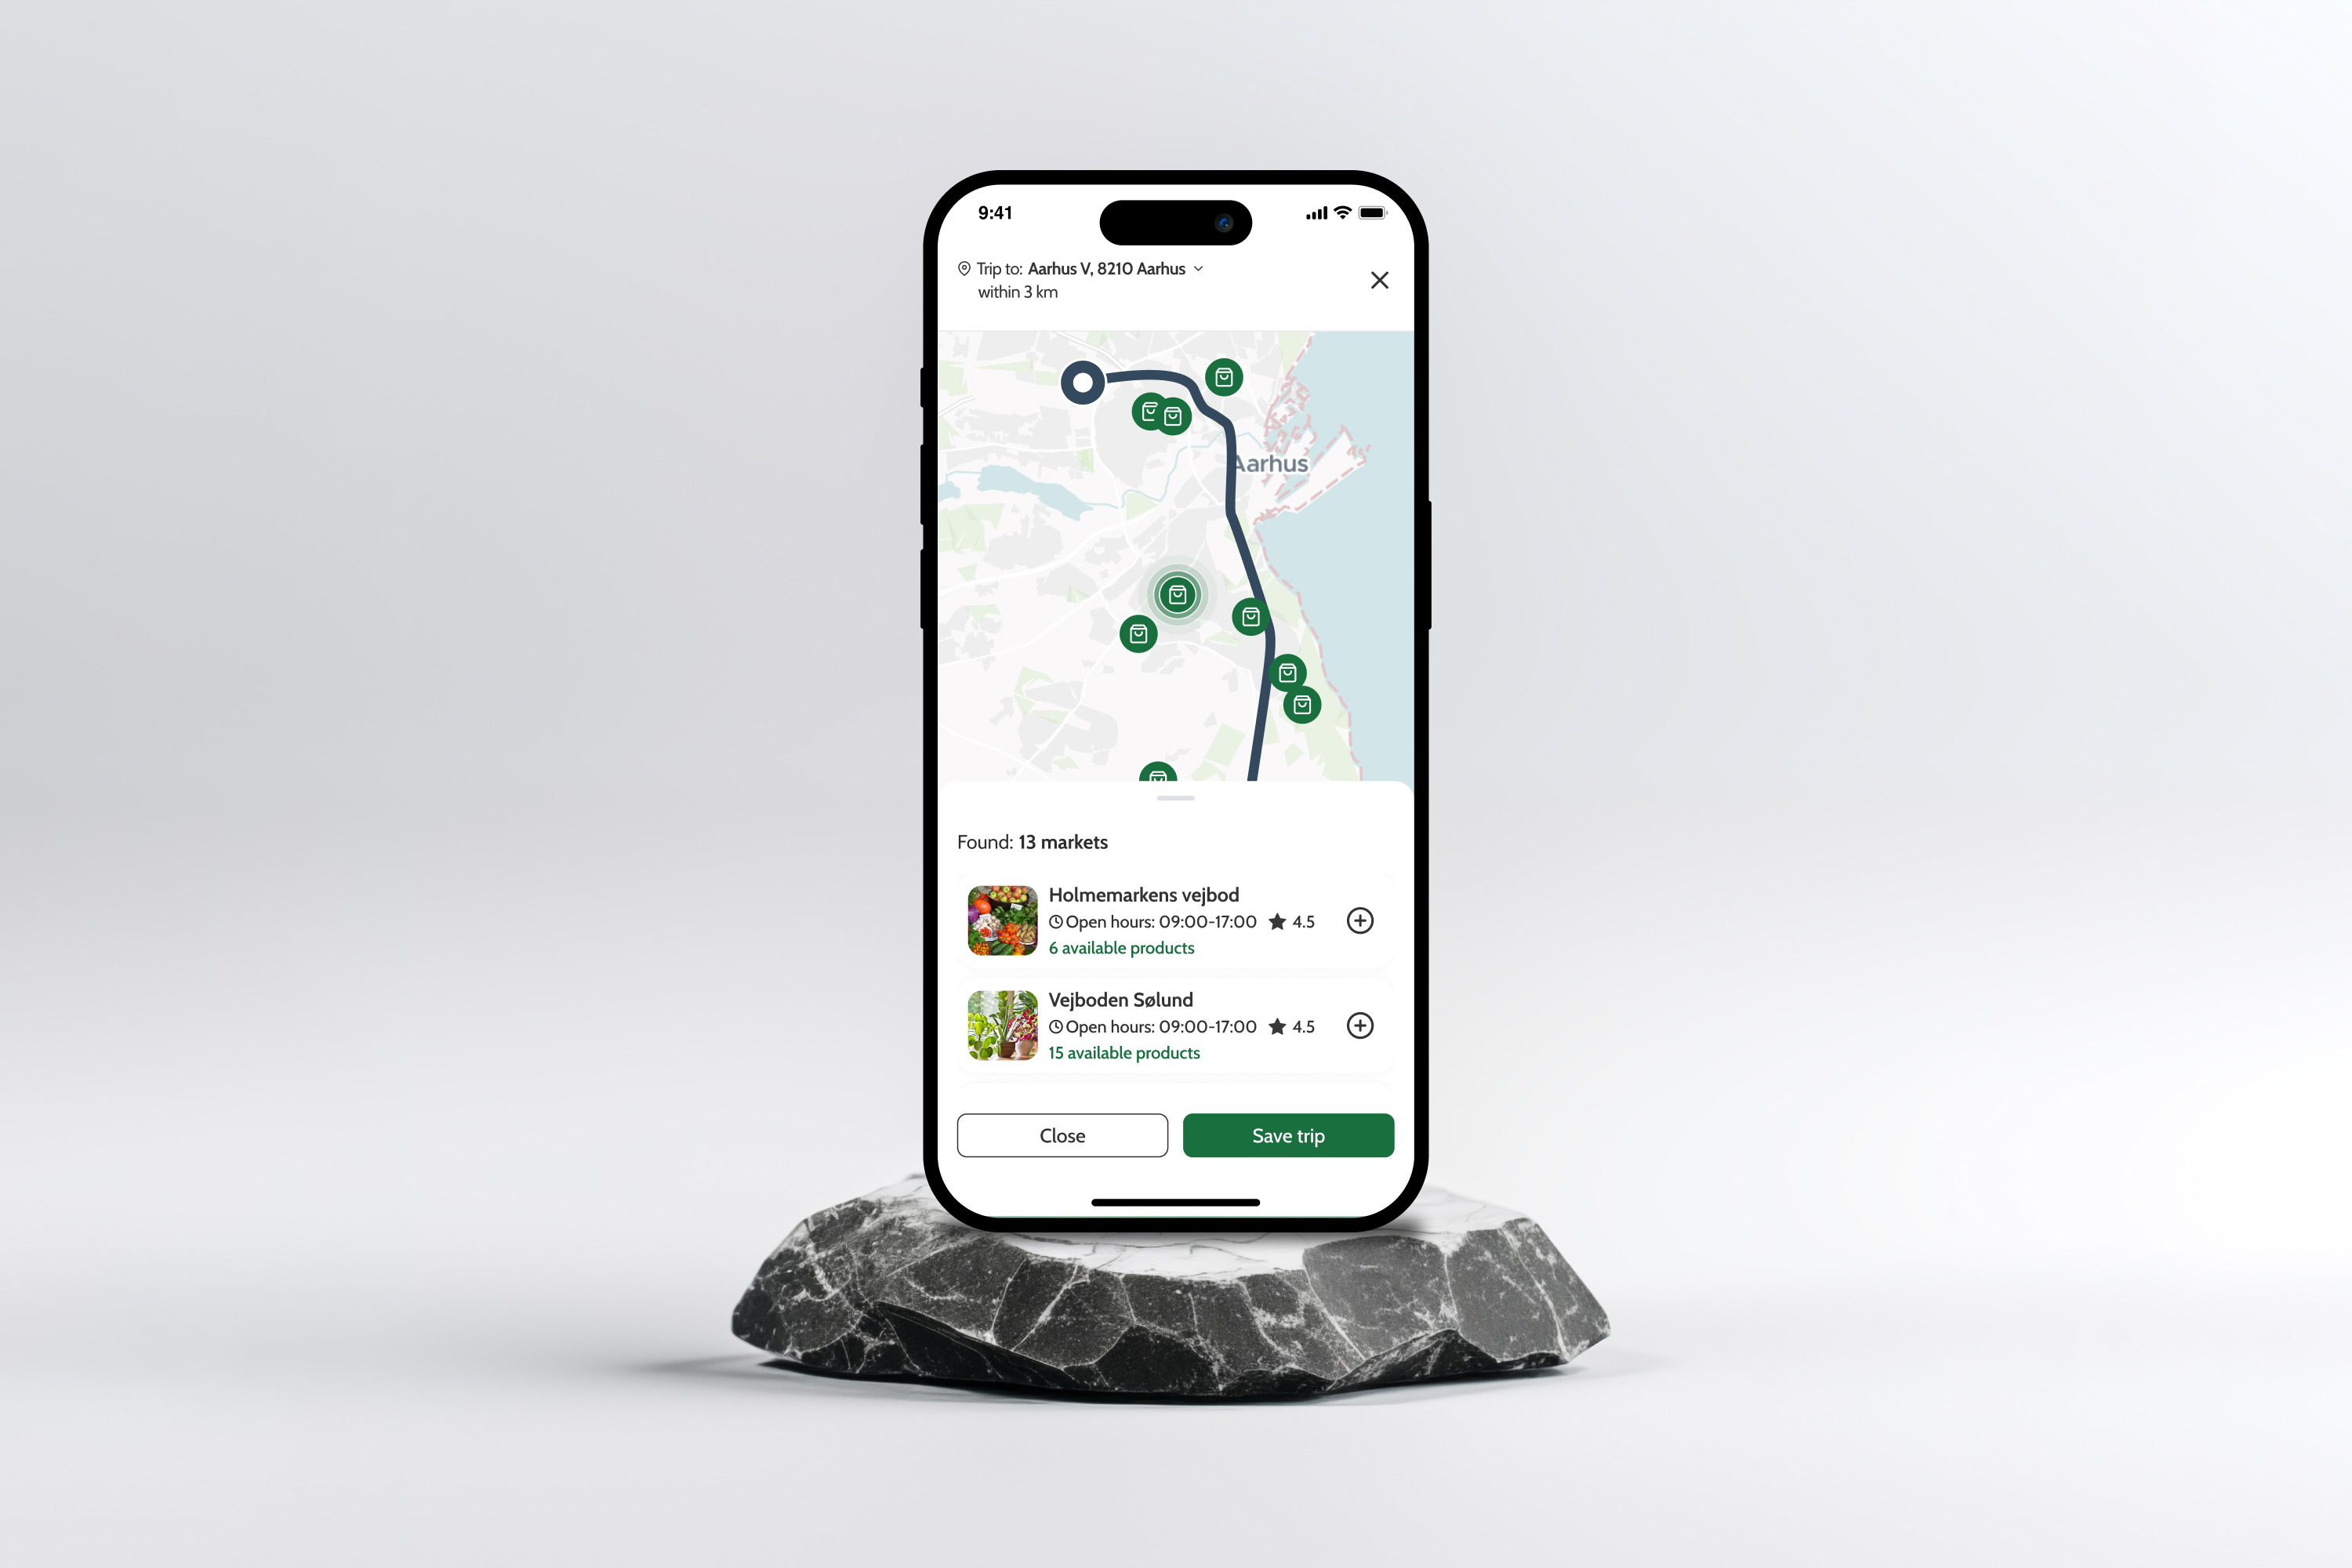 9:41
Trip to: Aarhus V, 8210 Aarhus
within 3 km
Aarhus
Found: 13 markets
Holmemarkens vejbod
Open hours: 09:00-17:00 4.5
6 available products
Vejboden Sølund
Open hours: 09:00-17:00 4.5
15 available products
Close
Save trip